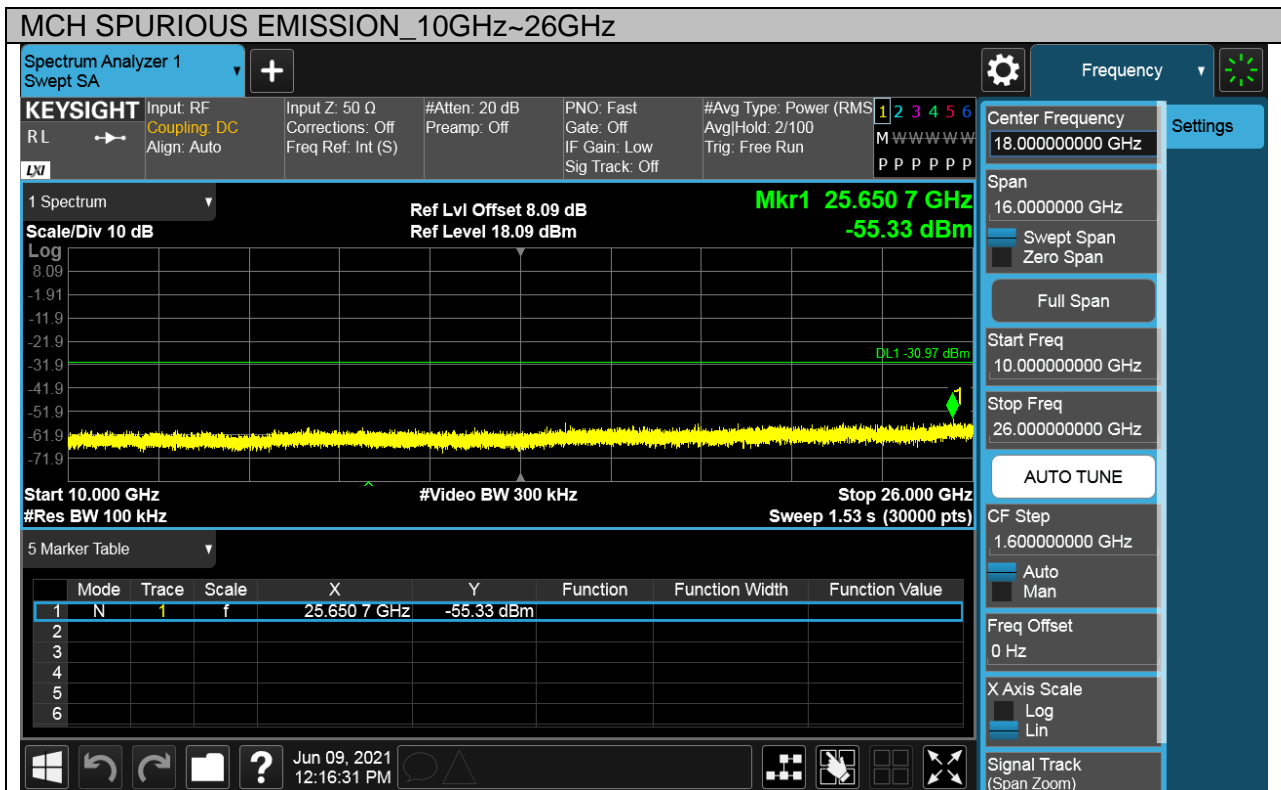 MCH SPURIOUS EMISSION_10GHz~26GHz
Spectrum Analyzer 1
Swept SA
Frequency
KEYSIGHT
RL
LXI
Input: RF
Coupling: DC
Align: Auto
Input Z: 50 Ω
Corrections: Off
Freq Ref: Int (S)
#Atten: 20 dB
Preamp: Off
PNO: Fast
Gate: Off
IF Gain: Low
Sig Track: Off
#Avg Type: Power (RMS
Avg|Hold: 2/100
Trig: Free Run
1 2 3 4 5 6
M W W W W W
P P P P P P
1 Spectrum
Scale/Div 10 dB
Log
Ref Lvl Offset 8.09 dB
Ref Level 18.09 dBm
Mkr1 25.650 7 GHz
-55.33 dBm
8.09
-1.91
-11.9
-21.9
-31.9
-41.9
-51.9
-61.9
-71.9
DL1 -30.97 dBm
1
Start 10.000 GHz
#Res BW 100 kHz
#Video BW 300 kHz
Stop 26.000 GHz
Sweep 1.53 s (30000 pts)
5 Marker Table
Mode Trace Scale X Y Function Function Width Function Value
1 N 1 f 25.650 7 GHz -55.33 dBm
2
3
4
5
6
Jun 09, 2021
12:16:31 PM
Center Frequency
18.000000000 GHz
Settings
Span
16.0000000 GHz
Swept Span
Zero Span
Full Span
Start Freq
10.000000000 GHz
Stop Freq
26.000000000 GHz
AUTO TUNE
CF Step
1.600000000 GHz
Auto
Man
Freq Offset
0 Hz
X Axis Scale
Log
Lin
Signal Track
(Span Zoom)